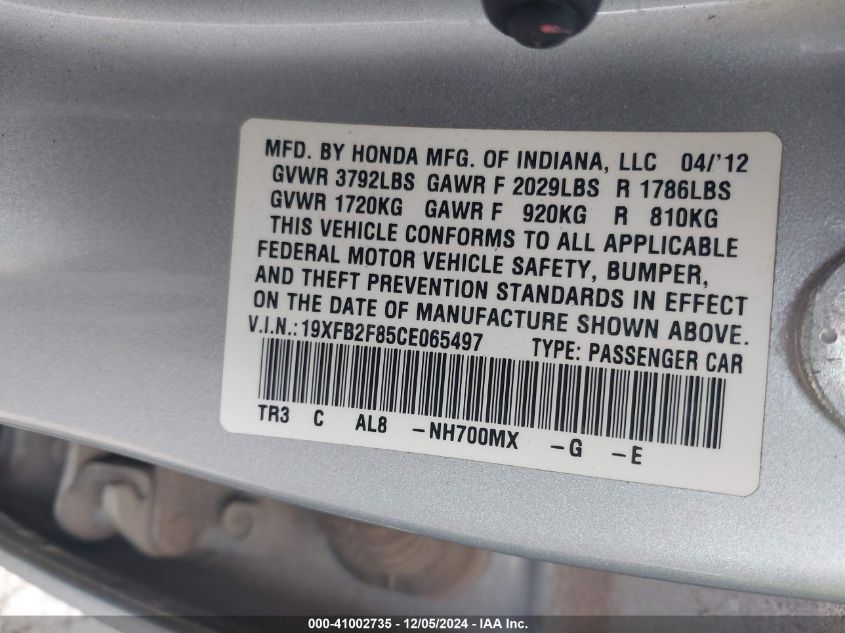 MFD. BY HONDA MFG. OF INDIANA, LLC 04/'12
GVWR 3792LBS GAWR F 2029LBS R 1786LBS
GVWR 1720KG GAWR F 920KG R 810KG
THIS VEHICLE CONFORMS TO ALL APPLICABLE
FEDERAL MOTOR VEHICLE SAFETY, BUMPER,
AND THEFT PREVENTION STANDARDS IN EFFECT
ON THE DATE OF MANUFACTURE SHOWN ABOVE.
V.I.N.: 19XFB2F85CE065497 TYPE: PASSENGER CAR
TR3 C AL8 -NH700MX -G -E
000-41002735 - 12/05/2024 - IAA Inc.